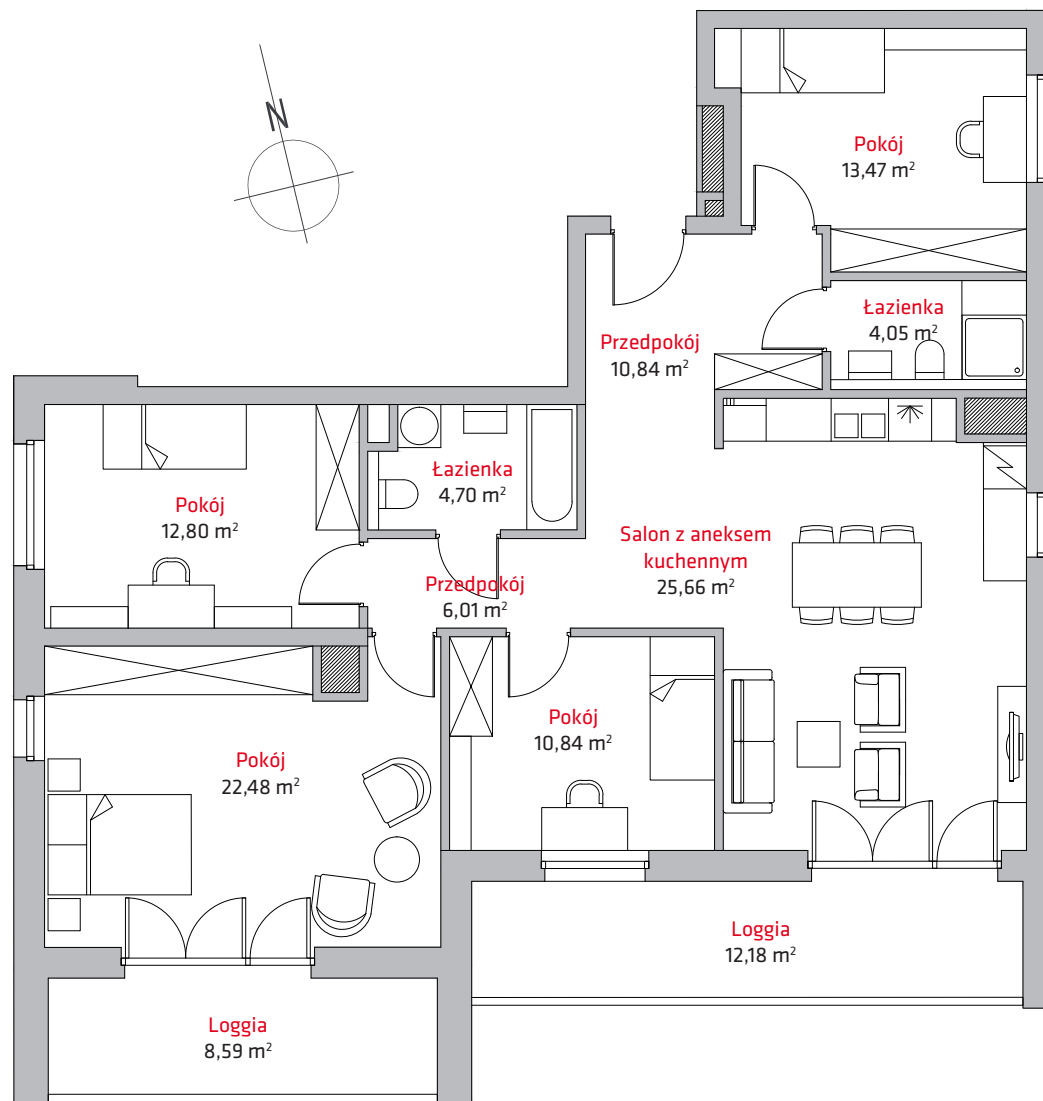 N
Pokój
13,47 m²
Łazienka
4,05 m²
Przedpokój
10,84 m²
Łazienka
4,70 m²
Pokój
12,80 m²
Salon z aneksem
kuchennym
25,66 m²
Przedpokój
6,01 m²
Pokój
10,84 m²
Pokój
22,48 m²
Loggia
12,18 m²
Loggia
8,59 m²